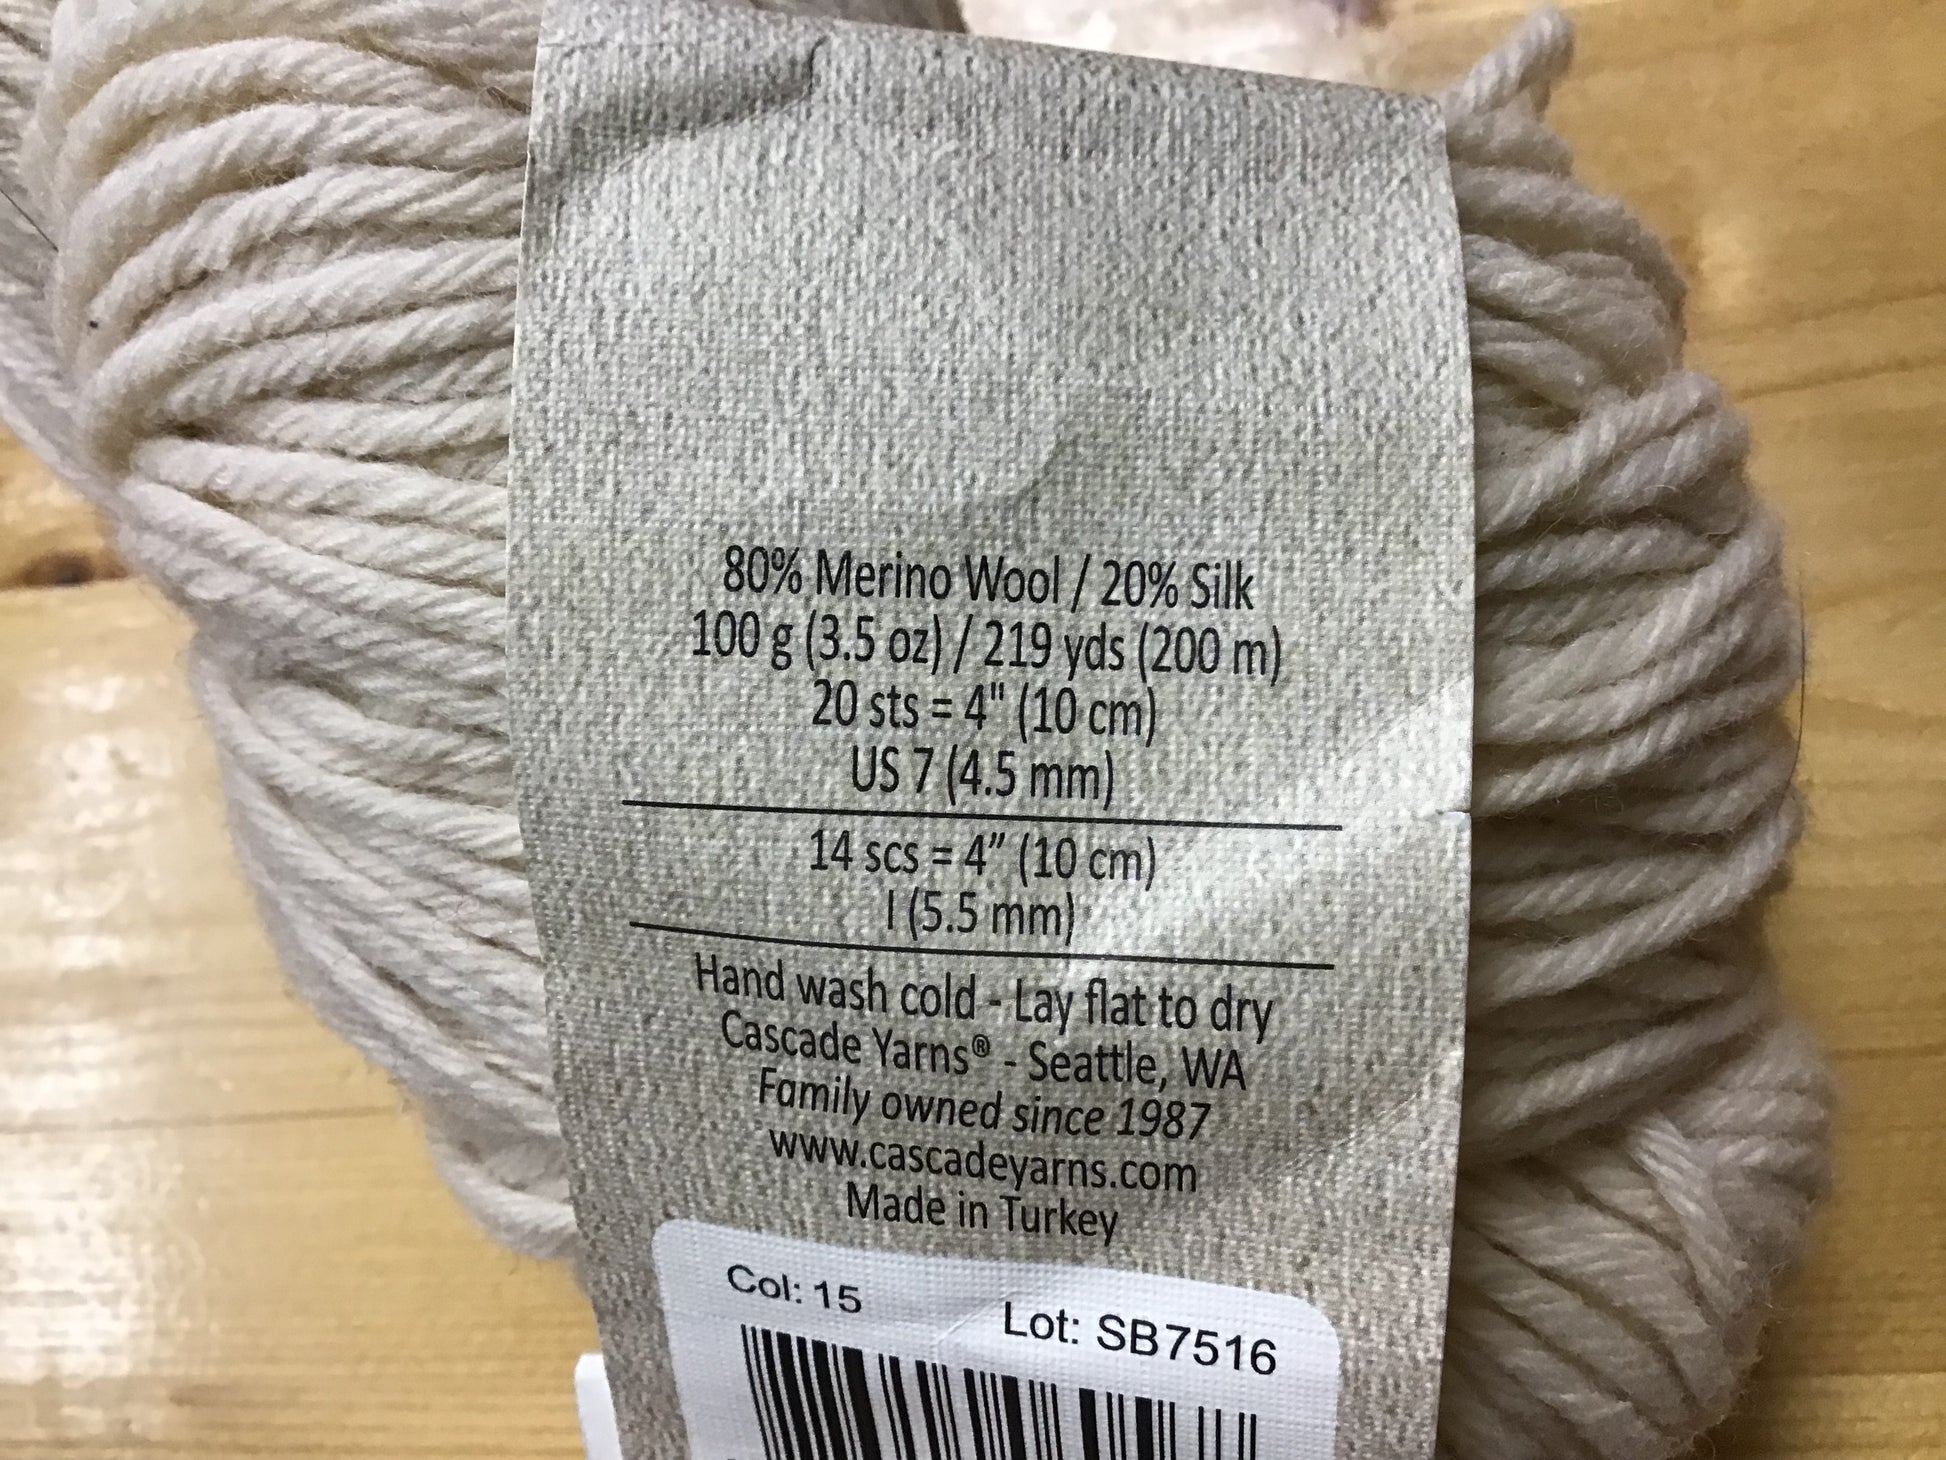 80% Merino Wool / 20% Silk
100 g (3.5 oz) / 219 yds (200 m)
20 sts = 4" (10 cm)
US 7 (4.5 mm)
14 scs = 4” (10 cm)
I (5.5 mm)
Hand wash cold - Lay flat to dry
Cascade Yarns® - Seattle, WA
Family owned since 1987
www.cascadeyarns.com
Made in Turkey
Col: 15
Lot: SB7516